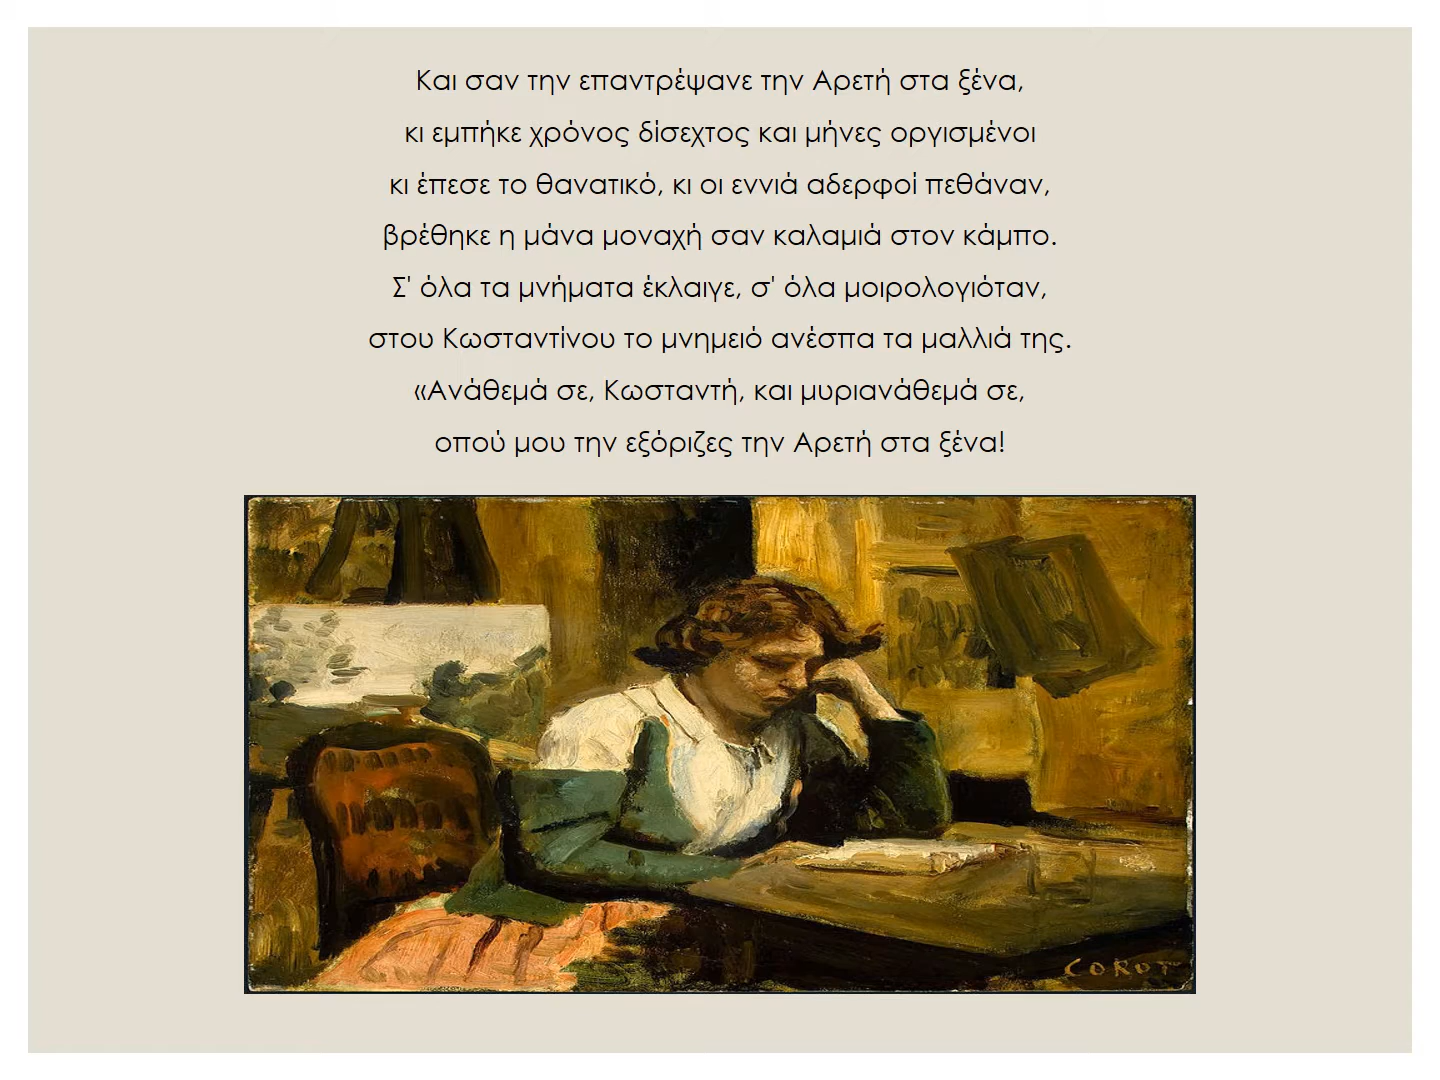 Και σαν την επαντρέψανε την Αρετή στα ξένα,
κι εμπήκε χρόνος δίσεχτος και μήνες οργισμένοι
κι έπεσε το θανατικό, κι οι εννιά αδερφοί πεθάναν,
βρέθηκε η μάνα μοναχή σαν καλαμιά στον κάμπο.
Σ' όλα τα μνήματα έκλαιγε, σ' όλα μοιρολογιόταν,
στου Κωσταντίνου το μνημειό ανέσπα τα μαλλιά της.
«Ανάθεμά σε, Κωσταντή, και μυριανάθεμά σε,
οπού μου την εξόριζες την Αρετή στα ξένα!
COROT